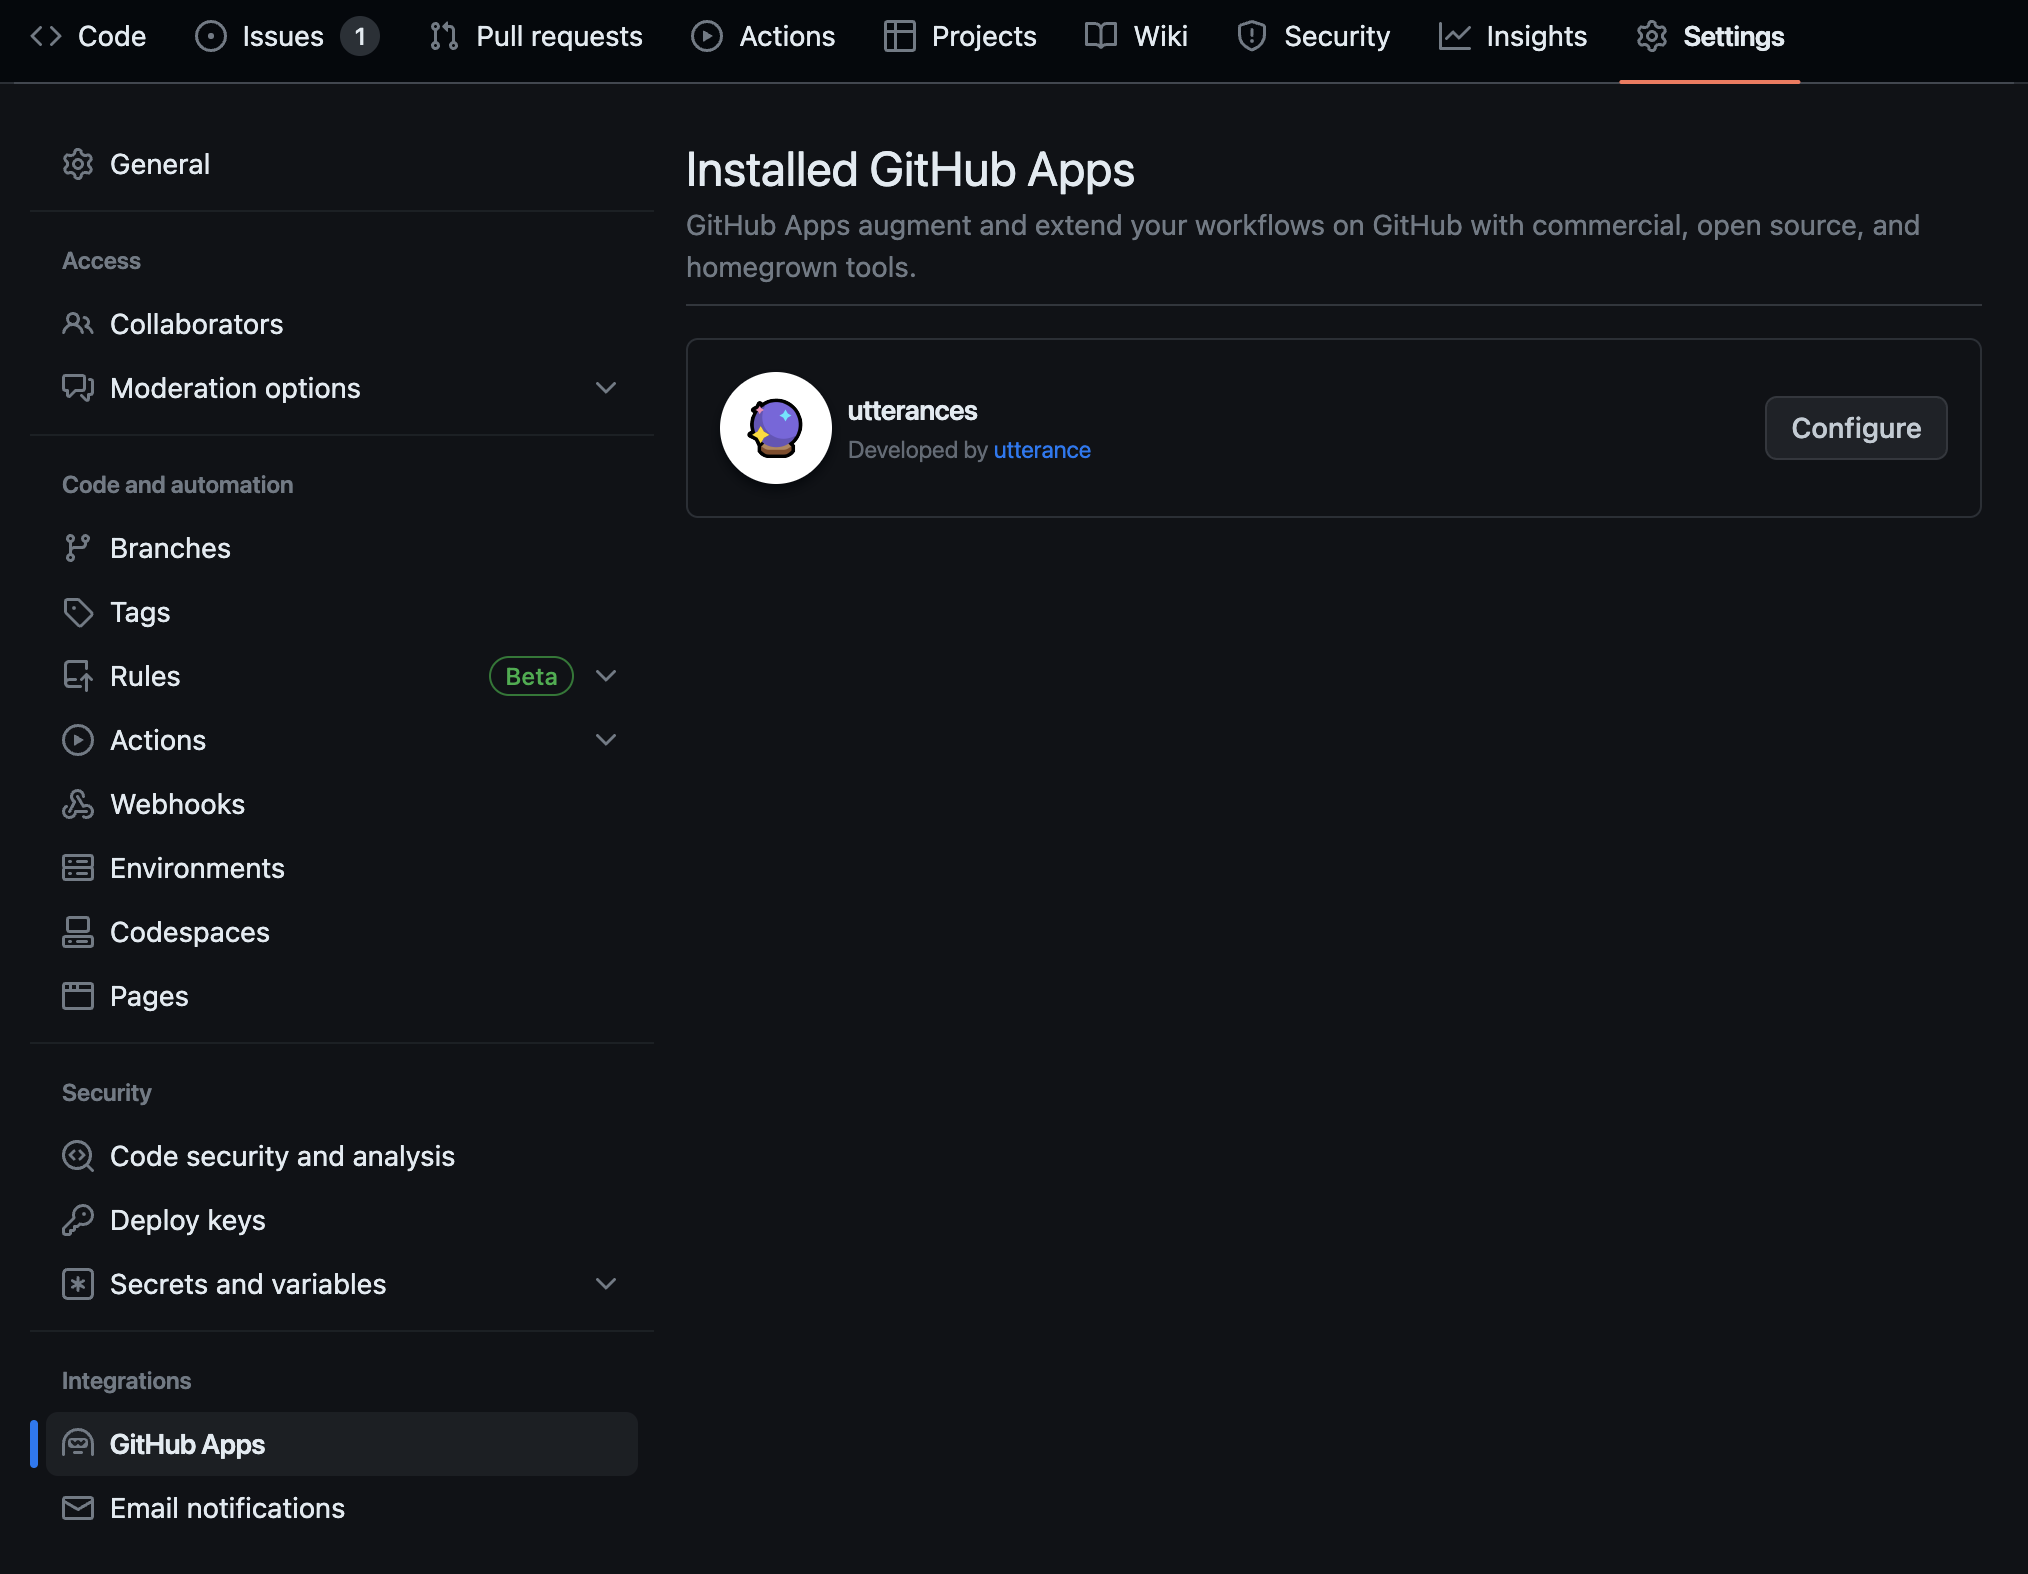 Code
Issues 1
Pull requests
Actions
Projects
Wiki
Security
Insights
Settings
General
Access
Collaborators
Moderation options
Code and automation
Branches
Tags
Rules Beta
Actions
Webhooks
Environments
Codespaces
Pages
Security
Code security and analysis
Deploy keys
Secrets and variables
Integrations
GitHub Apps
Email notifications
Installed GitHub Apps
GitHub Apps augment and extend your workflows on GitHub with commercial, open source, and
homegrown tools.
utterances
Developed by utterance
Configure